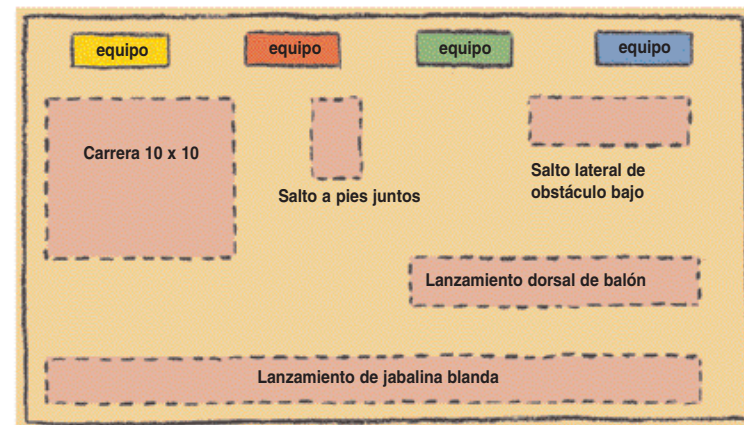 equipo
equipo
equipo
equipo
Carrera 10 x 10
Salto a pies juntos
Salto lateral de
obstáculo bajo
Lanzamiento dorsal de balón
Lanzamiento de jabalina blanda